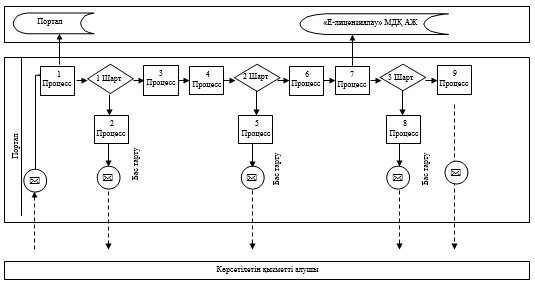 Портал
«Е-лицензиялау» МДҚ АЖ
1
Процесс
1 Шарт
3
Процесс
4
Процесс
2 Шарт
6
Процесс
7
Процесс
3 Шарт
9
Процесс
2
Процесс
5
Процесс
8
Процесс
Портал
Бас тарту
Бас тарту
Бас тарту
Көрсетілетін қызметті алушы